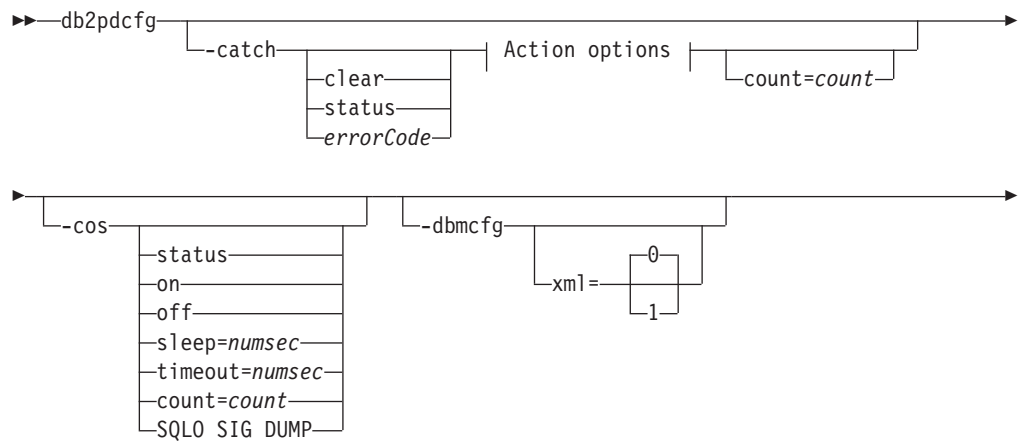 db2pdcfg
-catch
Action options
clear
count=count
status
errorCode
-cos
-dbmcfg
status
0
on
xml=
off
1
sleep=numsec
timeout=numsec
count=count
SQLO SIG DUMP